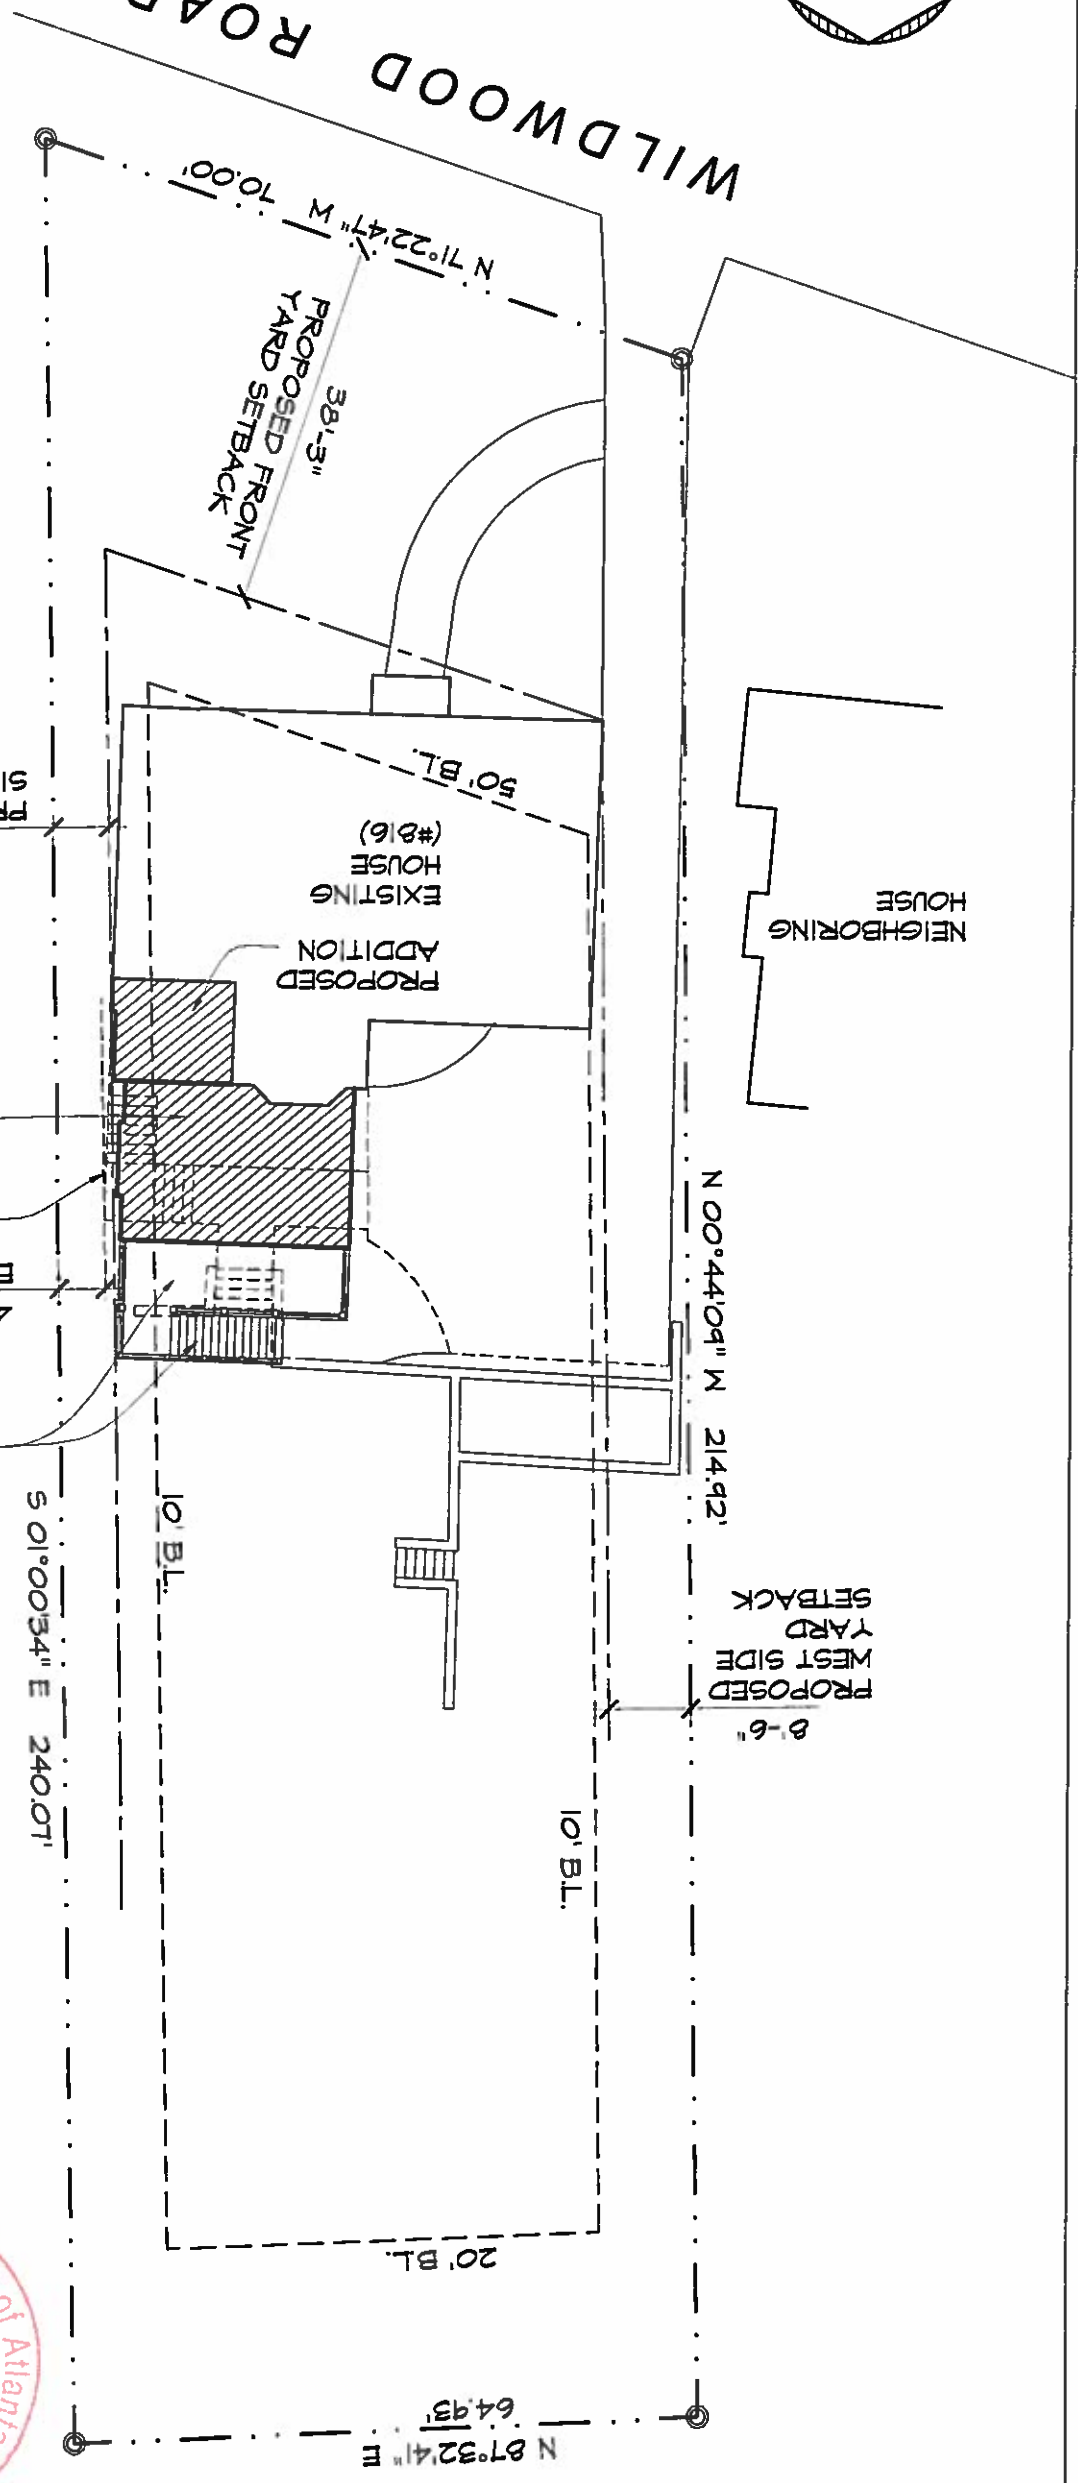 WILDWOOD ROAD
N 71°22'47" W 70.00'
38'-3"
PROPOSED FRONT
YARD SETBACK
50' B.L.
EXISTING
HOUSE
(#816)
PROPOSED
ADDITION
NEIGHBORING
HOUSE
N 00°44'09" W 214.92'
S 01°00'34" E 240.07'
10' B.L.
10' B.L.
8'-6"
PROPOSED
WEST SIDE
YARD
SETBACK
20' B.L.
N 87°32'41" E
64.93'
of Atlanta